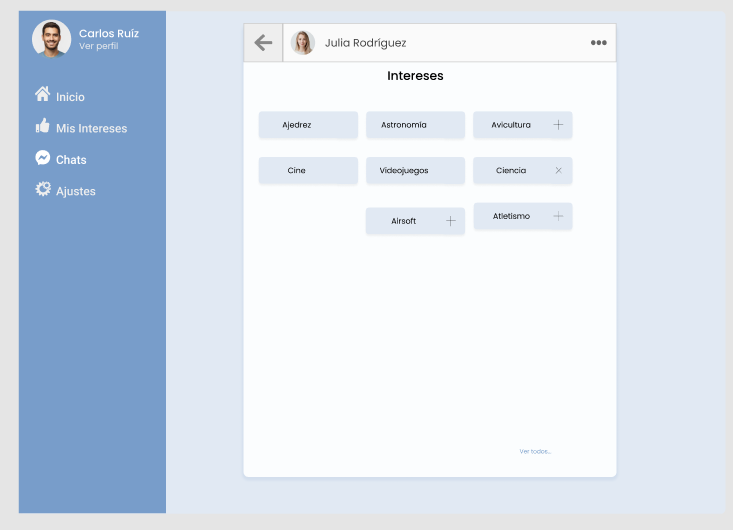 Carlos Ruíz
Ver perfil
Inicio
Mis Intereses
Chats
Ajustes
Julia Rodríguez
Intereses
Ajedrez
Astronomía
Avicultura
Cine
Videojuegos
Ciencia
Airsoft
Atletismo
Ver todos...